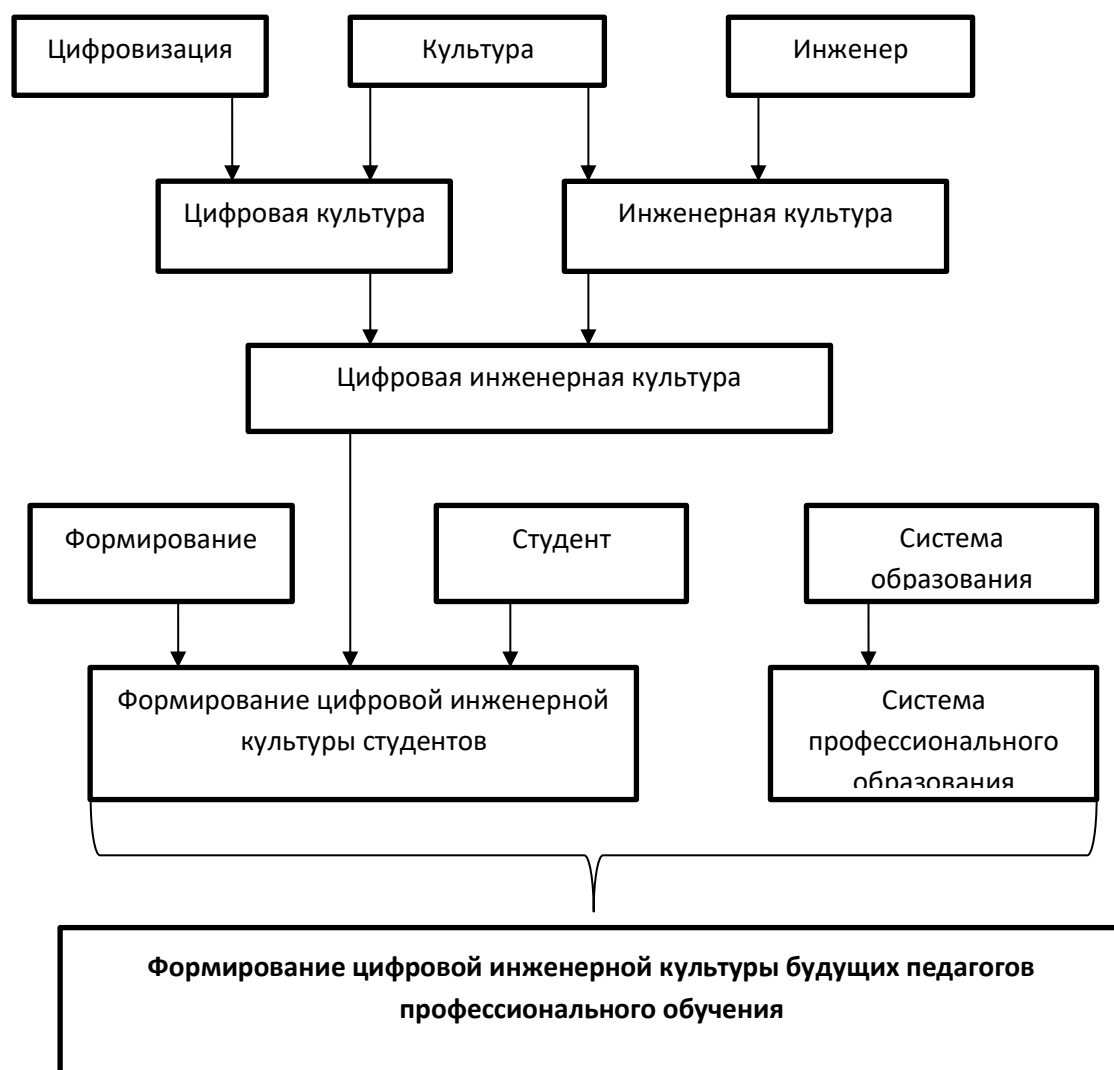 Цифровизация
Культура
Инженер
Цифровая культура
Инженерная культура
Цифровая инженерная культура
Формирование
Студент
Система
образования
Формирование цифровой инженерной
культуры студентов
Система
профессионального
образования
Формирование цифровой инженерной культуры будущих педагогов
профессионального обучения